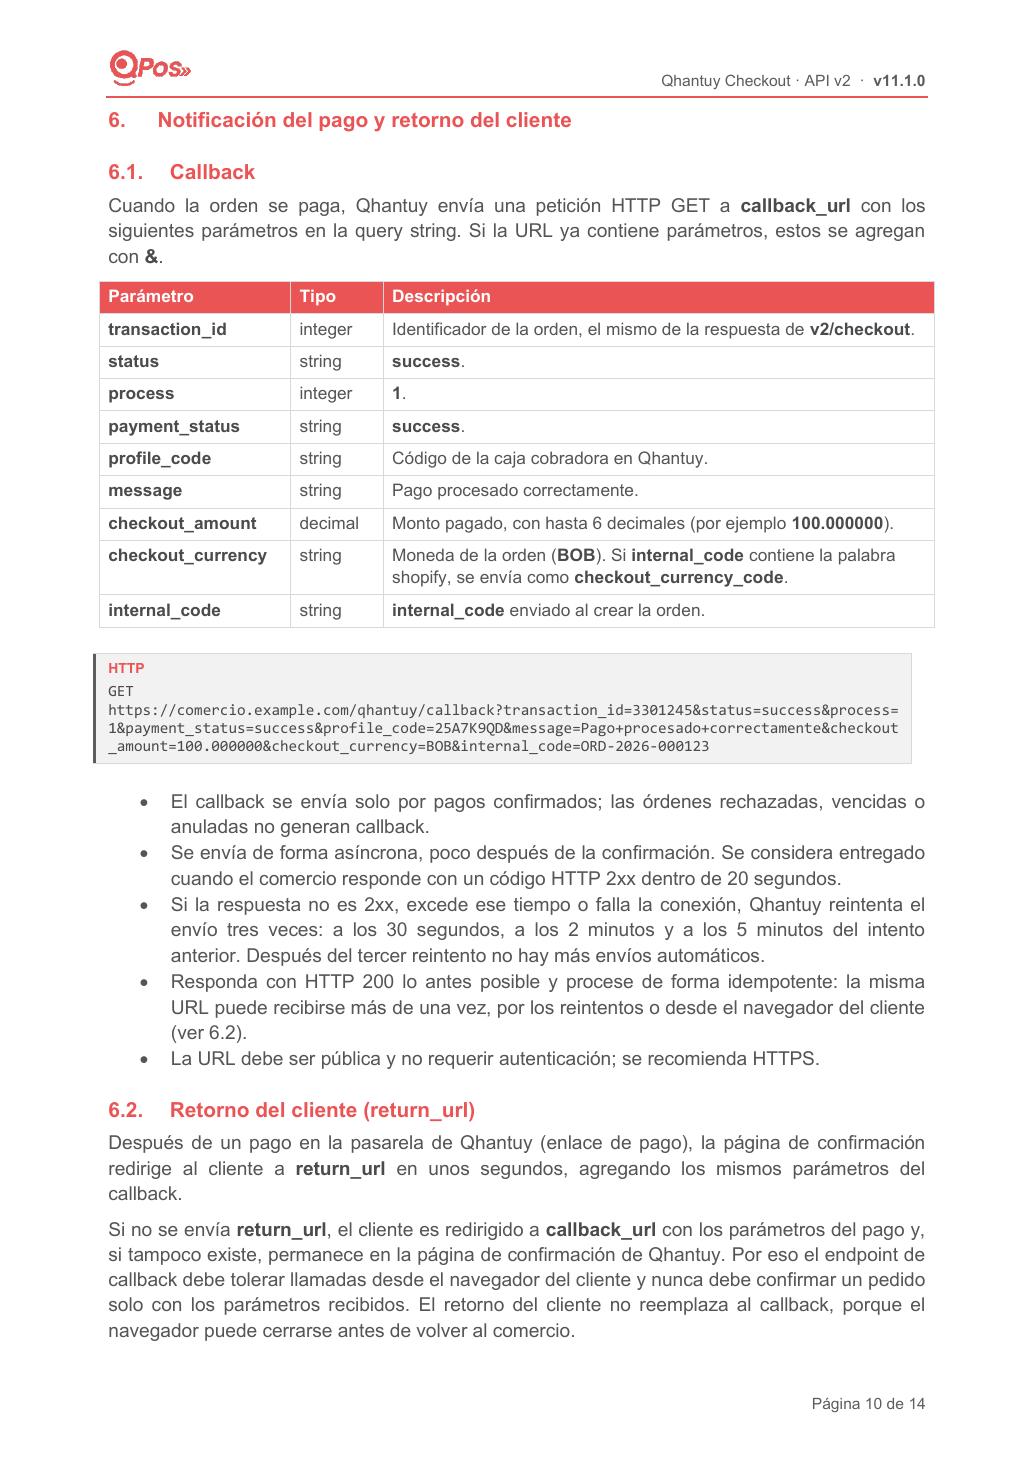 QPos»
Qhantuy Checkout · API v2 · v11.1.0
6. Notificación del pago y retorno del cliente
6.1. Callback
Cuando la orden se paga, Qhantuy envía una petición HTTP GET a callback_url con los
siguientes parámetros en la query string. Si la URL ya contiene parámetros, estos se agregan
con &.
Parámetro Tipo Descripción
transaction_id integer Identificador de la orden, el mismo de la respuesta de v2/checkout.
status string success.
process integer 1.
payment_status string success.
profile_code string Código de la caja cobradora en Qhantuy.
message string Pago procesado correctamente.
checkout_amount decimal Monto pagado, con hasta 6 decimales (por ejemplo 100.000000).
checkout_currency string Moneda de la orden (BOB). Si internal_code contiene la palabra
shopify, se envía como checkout_currency_code.
internal_code string internal_code enviado al crear la orden.
HTTP
GET
https://comercio.example.com/qhantuy/callback?transaction_id=3301245&status=success&process=
1&payment_status=success&profile_code=25A7K9QD&message=Pago+procesado+correctamente&checkout
_amount=100.000000&checkout_currency=BOB&internal_code=ORD-2026-000123
• El callback se envía solo por pagos confirmados; las órdenes rechazadas, vencidas o
anuladas no generan callback.
• Se envía de forma asíncrona, poco después de la confirmación. Se considera entregado
cuando el comercio responde con un código HTTP 2xx dentro de 20 segundos.
• Si la respuesta no es 2xx, excede ese tiempo o falla la conexión, Qhantuy reintenta el
envío tres veces: a los 30 segundos, a los 2 minutos y a los 5 minutos del intento
anterior. Después del tercer reintento no hay más envíos automáticos.
• Responda con HTTP 200 lo antes posible y procese de forma idempotente: la misma
URL puede recibirse más de una vez, por los reintentos o desde el navegador del cliente
(ver 6.2).
• La URL debe ser pública y no requerir autenticación; se recomienda HTTPS.
6.2. Retorno del cliente (return_url)
Después de un pago en la pasarela de Qhantuy (enlace de pago), la página de confirmación
redirige al cliente a return_url en unos segundos, agregando los mismos parámetros del
callback.
Si no se envía return_url, el cliente es redirigido a callback_url con los parámetros del pago y,
si tampoco existe, permanece en la página de confirmación de Qhantuy. Por eso el endpoint de
callback debe tolerar llamadas desde el navegador del cliente y nunca debe confirmar un pedido
solo con los parámetros recibidos. El retorno del cliente no reemplaza al callback, porque el
navegador puede cerrarse antes de volver al comercio.
Página 10 de 14